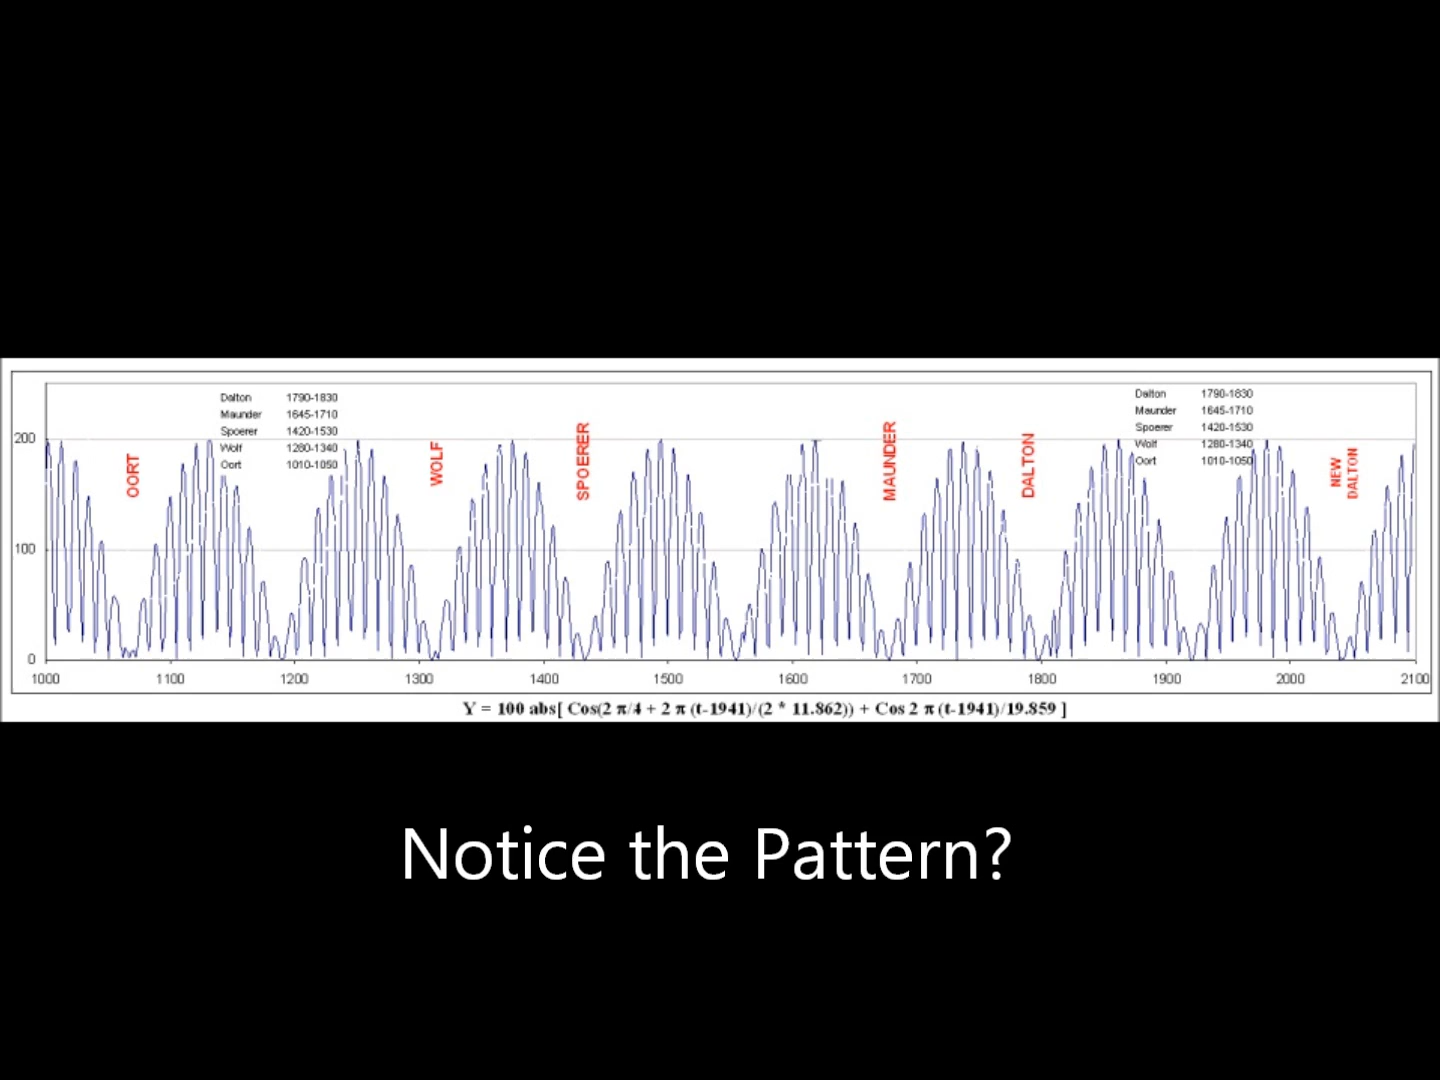 Dalton 1790-1830
Maunder 1645-1710
Spoerer 1420-1530
Wolf 1280-1340
Oort 1010-1050
Dalton 1790-1830
Maunder 1645-1710
Spoerer 1420-1530
Wolf 1280-1340
Oort 1010-1050
OORT
WOLF
SPOERER
MAUNDER
DALTON
NEW
DALTON
200
100
0
1000 1100 1200 1300 1400 1500 1600 1700 1800 1900 2000 2100
Y = 100 abs[ Cos(2 π/4 + 2 π (t-1941)/(2 * 11.862)) + Cos 2 π (t-1941)/19.859 ]
Notice the Pattern?